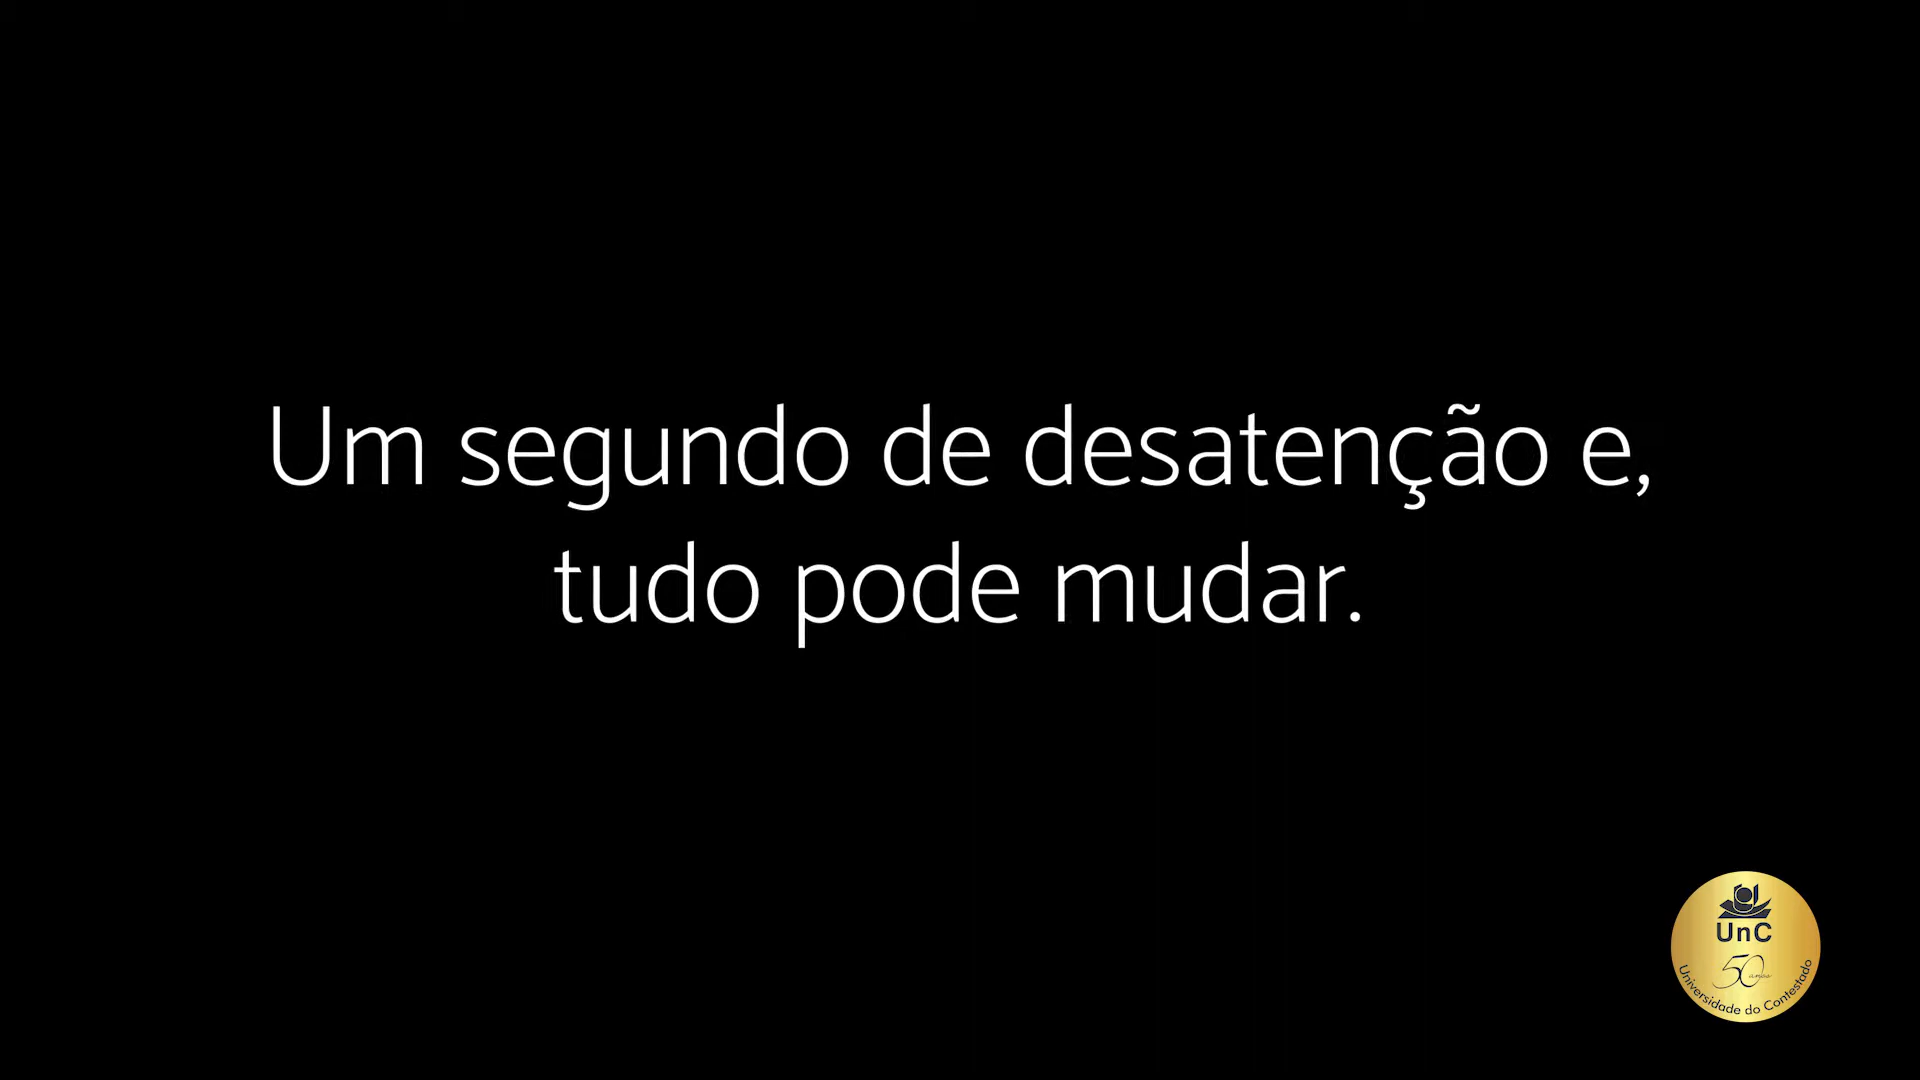 Um segundo de desatenção e,
tudo pode mudar.
UnC
50 anos
Universidade do Contestado